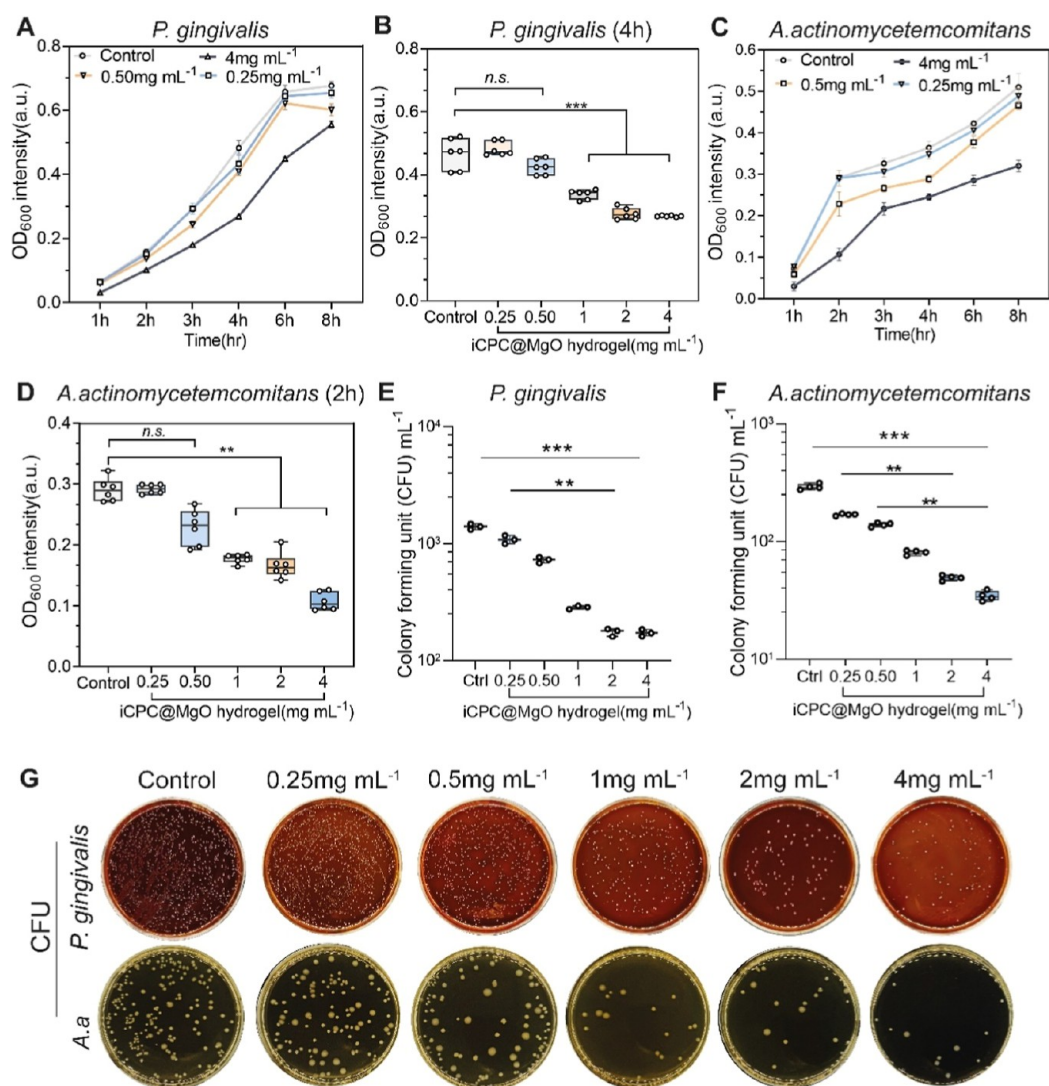 A
P. gingivalis
Control
4mg mL⁻¹
0.50mg mL⁻¹
0.25mg mL⁻¹
OD₆₀₀ intensity(a.u.)
0.8
0.6
0.4
0.2
0.0
1h 2h 3h 4h 6h 8h
Time(hr)
B
P. gingivalis (4h)
n.s.
***
OD₆₀₀ intensity(a.u.)
0.8
0.6
0.4
0.2
0.0
Control 0.25 0.50 1 2 4
iCPC@MgO hydrogel(mg mL⁻¹)
C
A.actinomycetemcomitans
Control
4mg mL⁻¹
0.5mg mL⁻¹
0.25mg mL⁻¹
OD₆₀₀ intensity(a.u.)
0.6
0.5
0.3
0.2
0.0
1h 2h 3h 4h 6h 8h
Time(hr)
D
A.actinomycetemcomitans (2h)
n.s.
**
OD₆₀₀ intensity(a.u.)
0.4
0.3
0.2
0.1
0.0
Control 0.25 0.50 1 2 4
iCPC@MgO hydrogel(mg mL⁻¹)
E
P. gingivalis
***
**
Colony forming unit (CFU) mL⁻¹
10⁴
10³
10²
Ctrl 0.25 0.50 1 2 4
iCPC@MgO hydrogel(mg mL⁻¹)
F
A.actinomycetemcomitans
***
**
**
Colony forming unit (CFU) mL⁻¹
10³
10²
10¹
Ctrl 0.25 0.50 1 2 4
iCPC@MgO hydrogel(mg mL⁻¹)
G
Control 0.25mg mL⁻¹ 0.5mg mL⁻¹ 1mg mL⁻¹ 2mg mL⁻¹ 4mg mL⁻¹
CFU
P. gingivalis
A.a